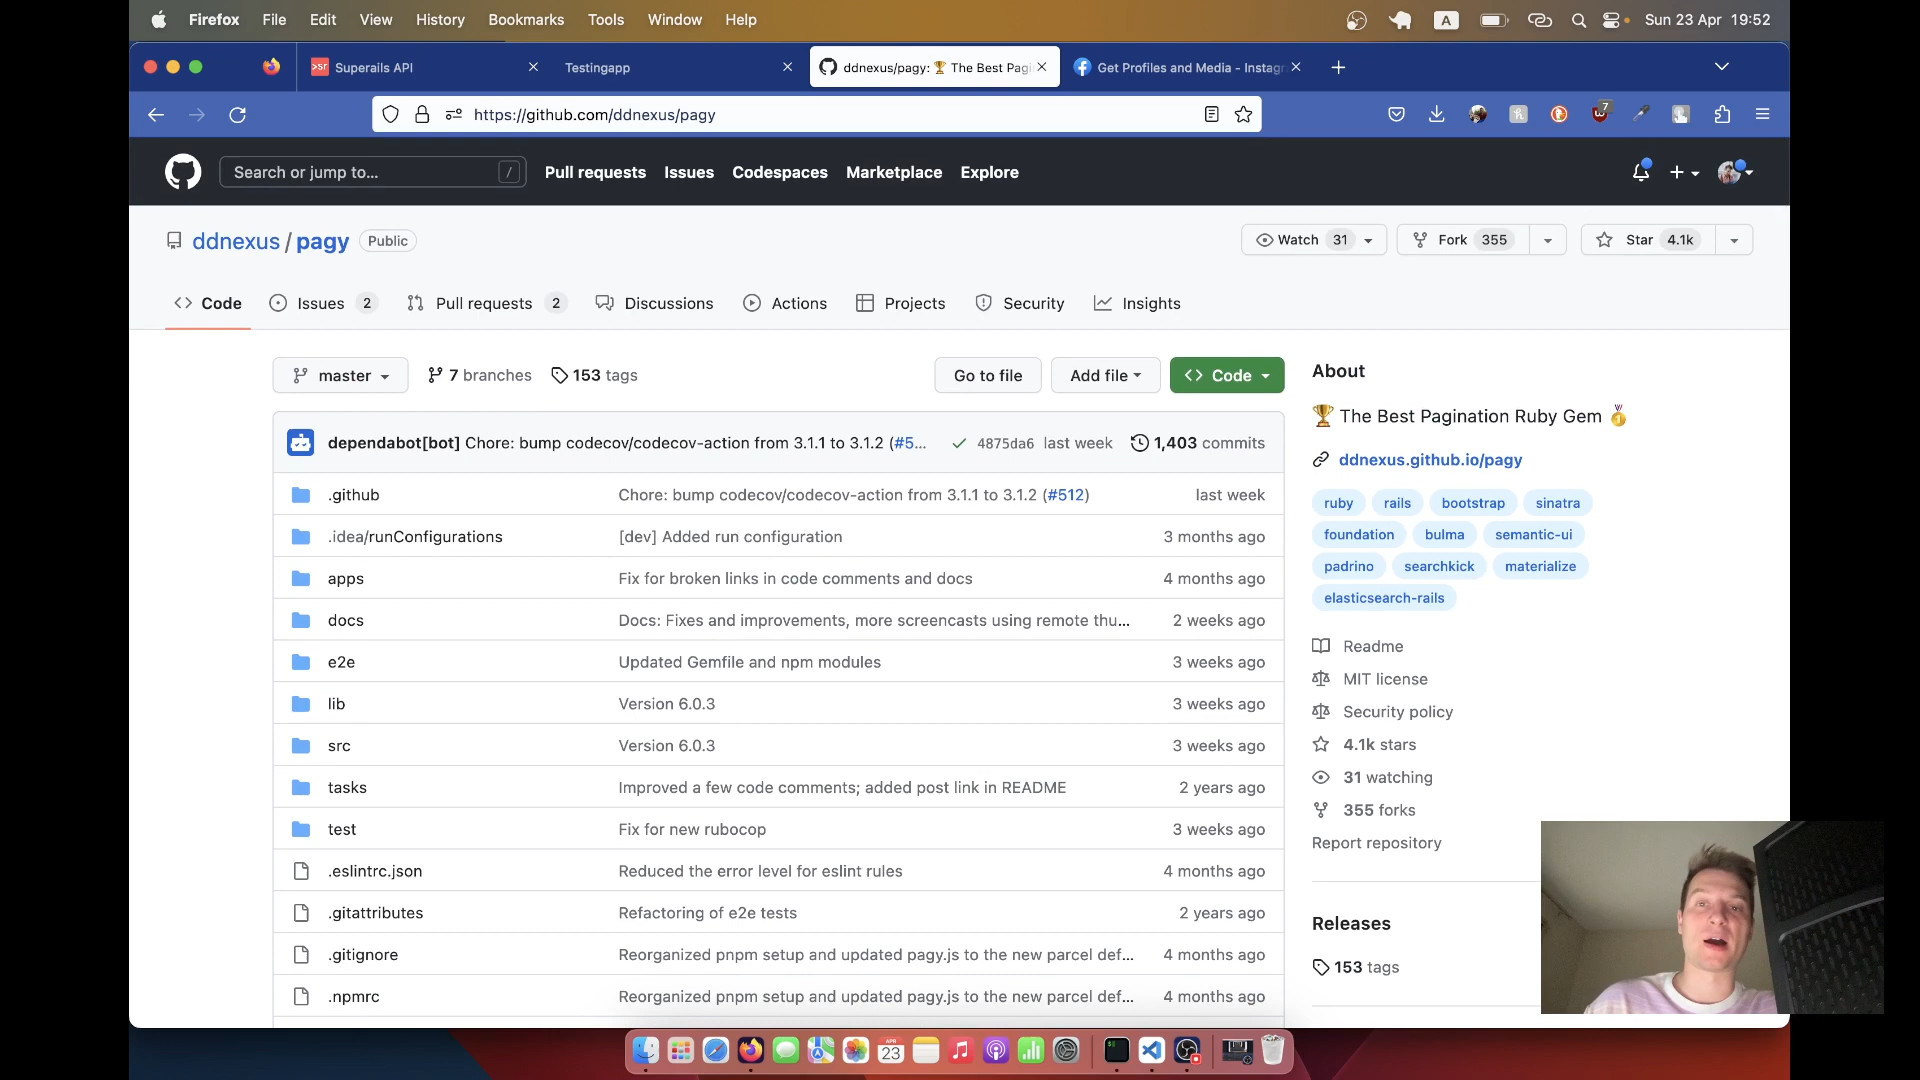 Firefox File Edit View History Bookmarks Tools Window Help
A
Sun 23 Apr 19:52
>sr Superails API
Testingapp
ddnexus/pagy: 🏆 The Best Pagi
Get Profiles and Media - Instagr
https://github.com/ddnexus/pagy
7
Search or jump to... /
Pull requests Issues Codespaces Marketplace Explore
ddnexus / pagy Public
Watch 31
Fork 355
Star 4.1k
Code
Issues 2
Pull requests 2
Discussions
Actions
Projects
Security
Insights
master
7 branches
153 tags
Go to file
Add file
Code
dependabot[bot] Chore: bump codecov/codecov-action from 3.1.1 to 3.1.2 (#5... 4875da6 last week 1,403 commits
.github Chore: bump codecov/codecov-action from 3.1.1 to 3.1.2 (#512) last week
.idea/runConfigurations [dev] Added run configuration 3 months ago
apps Fix for broken links in code comments and docs 4 months ago
docs Docs: Fixes and improvements, more screencasts using remote thu... 2 weeks ago
e2e Updated Gemfile and npm modules 3 weeks ago
lib Version 6.0.3 3 weeks ago
src Version 6.0.3 3 weeks ago
tasks Improved a few code comments; added post link in README 2 years ago
test Fix for new rubocop 3 weeks ago
.eslintrc.json Reduced the error level for eslint rules 4 months ago
.gitattributes Refactoring of e2e tests 2 years ago
.gitignore Reorganized pnpm setup and updated pagy.js to the new parcel def... 4 months ago
.npmrc Reorganized pnpm setup and updated pagy.js to the new parcel def... 4 months ago
About
🏆 The Best Pagination Ruby Gem 🥇
ddnexus.github.io/pagy
ruby rails bootstrap sinatra
foundation bulma semantic-ui
padrino searchkick materialize
elasticsearch-rails
Readme
MIT license
Security policy
4.1k stars
31 watching
355 forks
Report repository
Releases
153 tags
APR
23